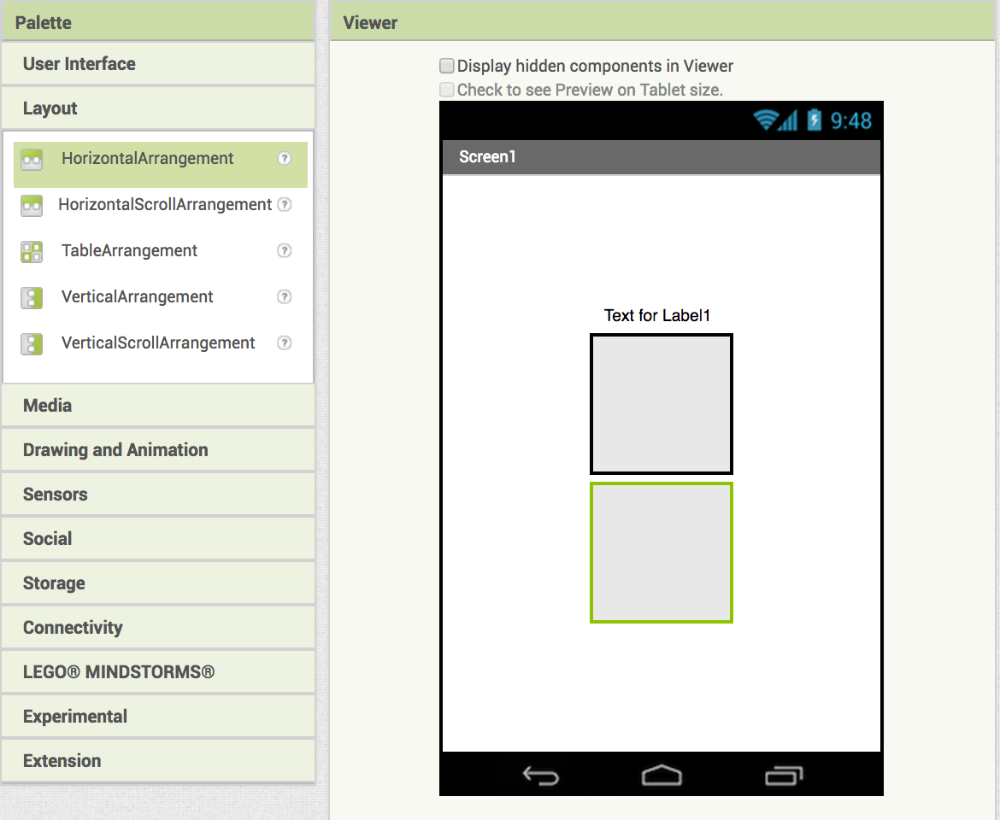 Palette
User Interface
Layout
HorizontalArrangement ?
HorizontalScrollArrangement ?
TableArrangement ?
VerticalArrangement ?
VerticalScrollArrangement ?
Media
Drawing and Animation
Sensors
Social
Storage
Connectivity
LEGO® MINDSTORMS®
Experimental
Extension
Viewer
Display hidden components in Viewer
Check to see Preview on Tablet size.
9:48
Screen1
Text for Label1